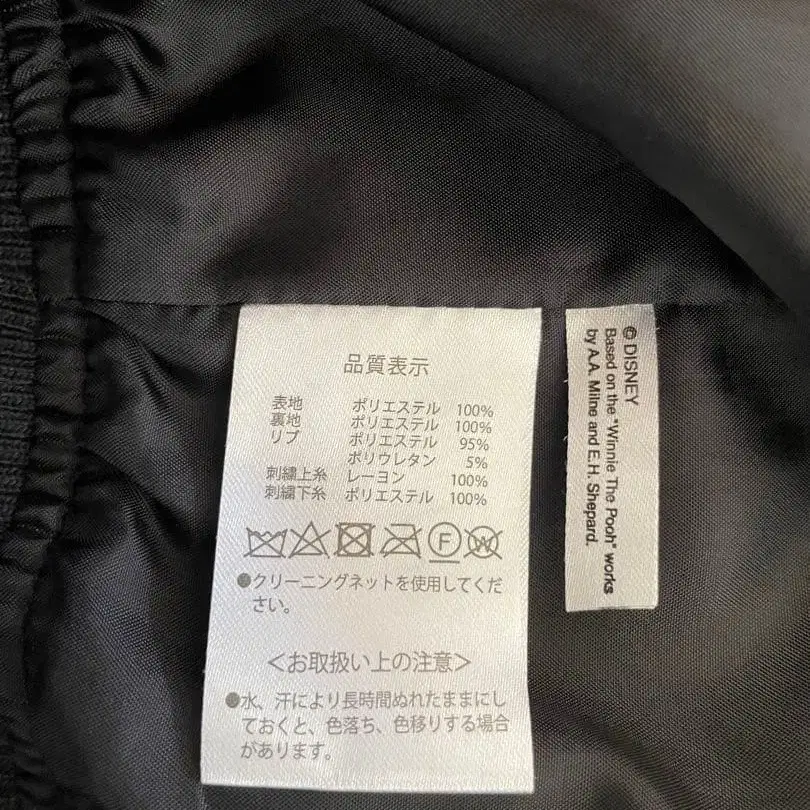 品質表示
表地 ポリエステル 100%
裏地 ポリエステル 100%
リブ ポリエステル 95%
ポリウレタン 5%
刺繍上糸 レーヨン 100%
刺繍下糸 ポリエステル 100%
F W
●クリーニングネットを使用してくだ
さい。
＜お取扱い上の注意＞
●水、汗により長時間ぬれたままにし
ておくと、色落ち、色移りする場合
があります。
© DISNEY
Based on the "Winnie The Pooh" works
by A.A. Milne and E.H. Shepard.